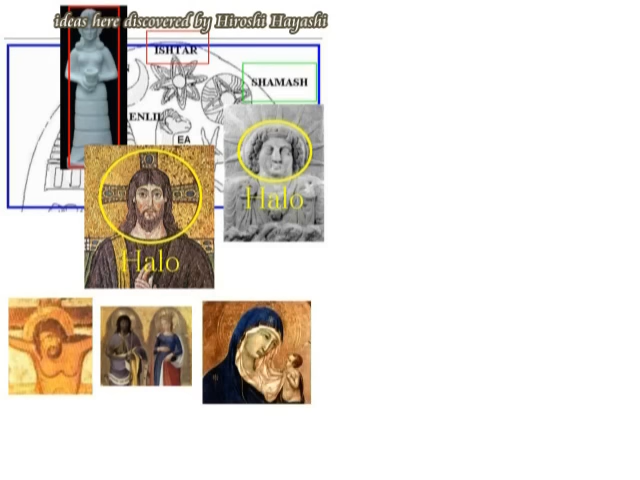 ideas here discovered by Hiroshi Hayashi
ISHTAR
SHAMASH
ENLIL
EA
Halo
Halo